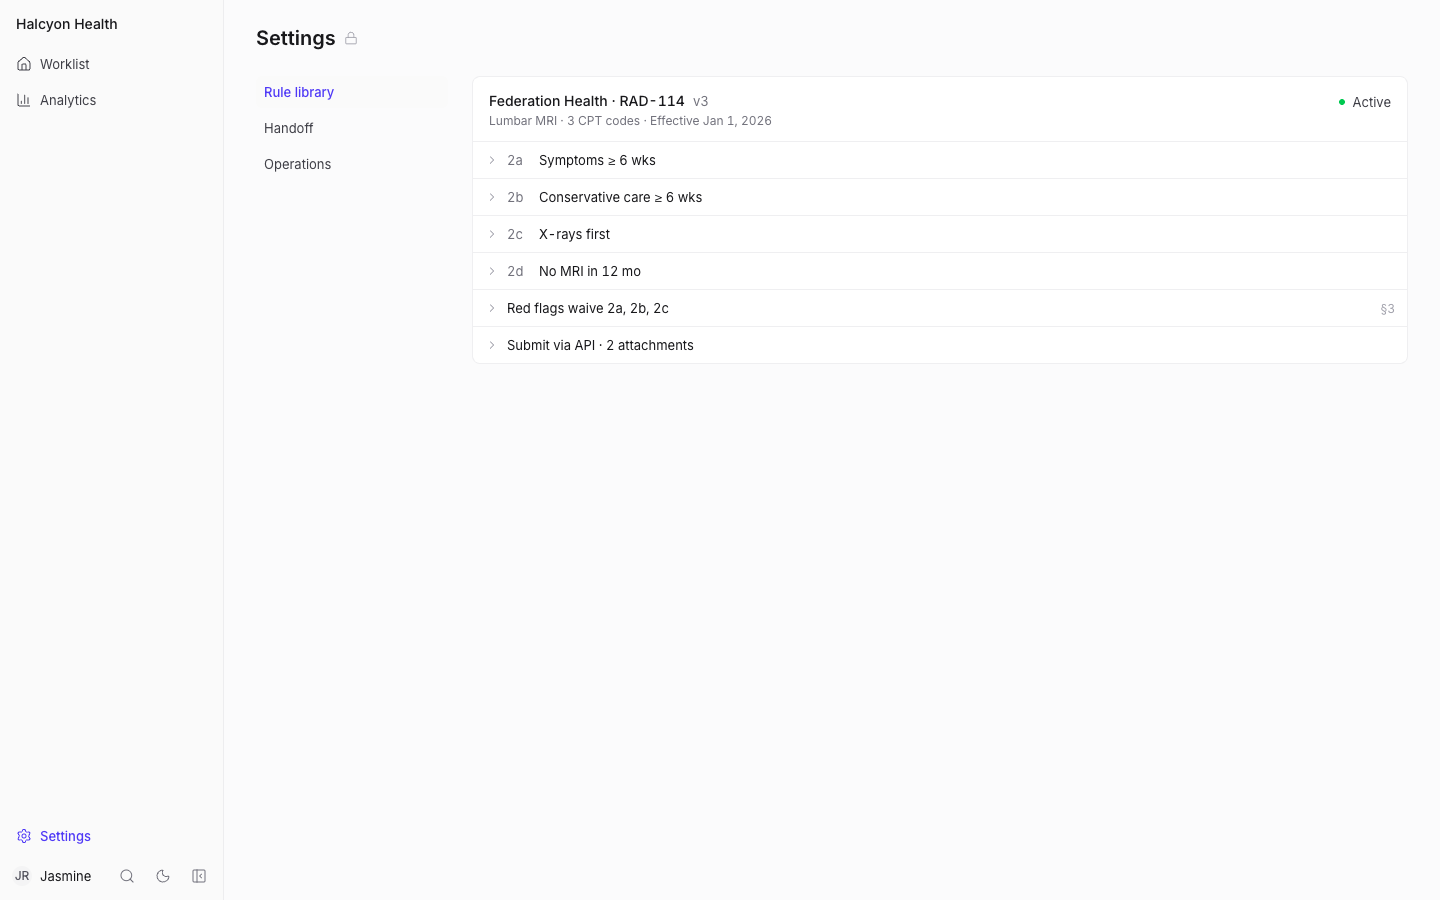 Halcyon Health
Worklist
Analytics
Settings
JR Jasmine
Settings
Rule library
Handoff
Operations
Federation Health · RAD-114 v3
Active
Lumbar MRI · 3 CPT codes · Effective Jan 1, 2026
2a Symptoms ≥ 6 wks
2b Conservative care ≥ 6 wks
2c X-rays first
2d No MRI in 12 mo
Red flags waive 2a, 2b, 2c §3
Submit via API · 2 attachments